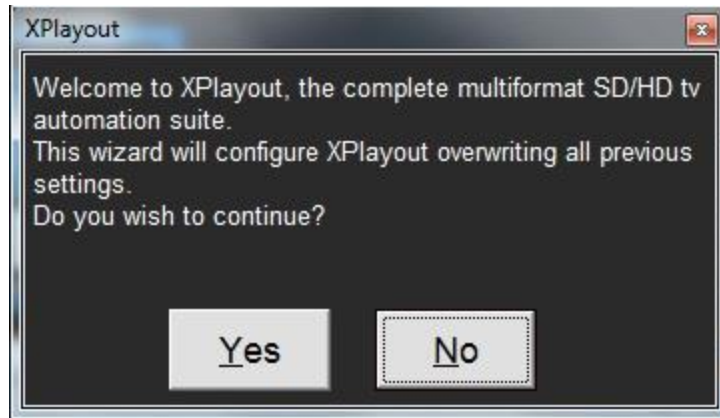 XPlayout
Welcome to XPlayout, the complete multiformat SD/HD tv
automation suite.
This wizard will configure XPlayout overwriting all previous
settings.
Do you wish to continue?
Yes
No